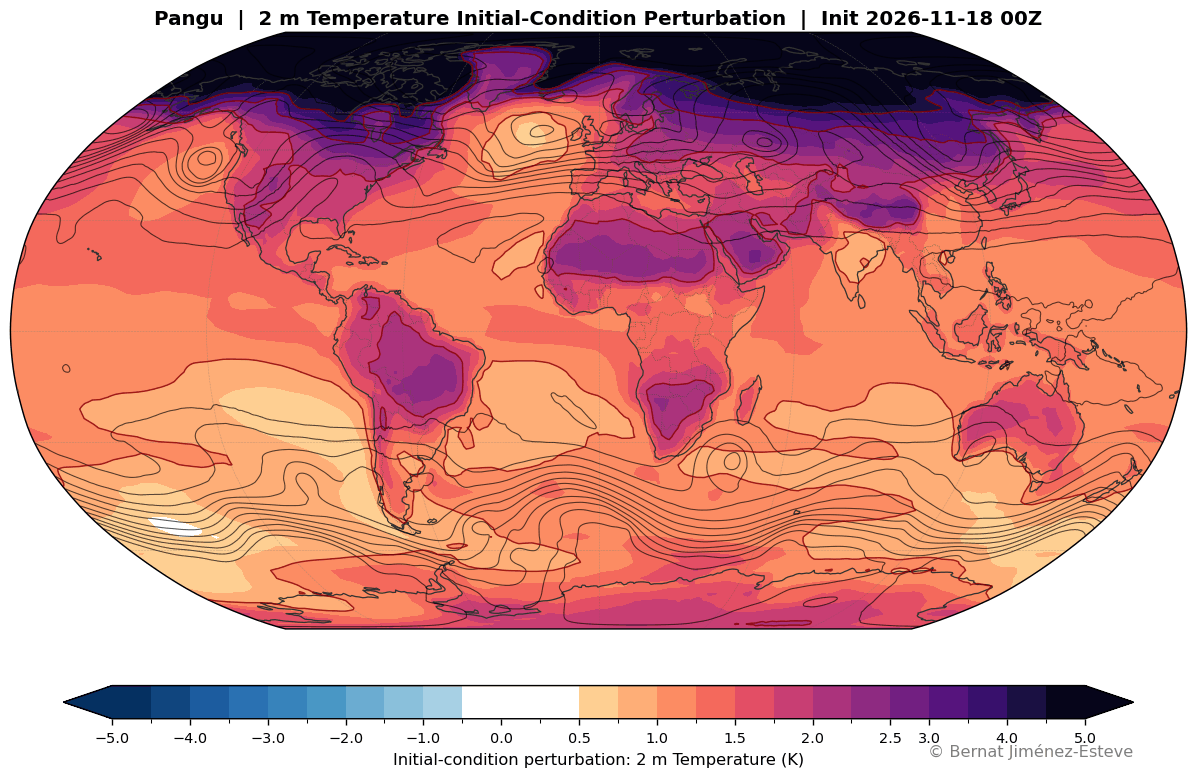 Pangu | 2 m Temperature Initial-Condition Perturbation | Init 2026-11-18 00Z
−5.0 −4.0 −3.0 −2.0 −1.0 0.0 0.5 1.0 1.5 2.0 2.5 3.0 4.0 5.0
Initial-condition perturbation: 2 m Temperature (K)
© Bernat Jiménez-Esteve